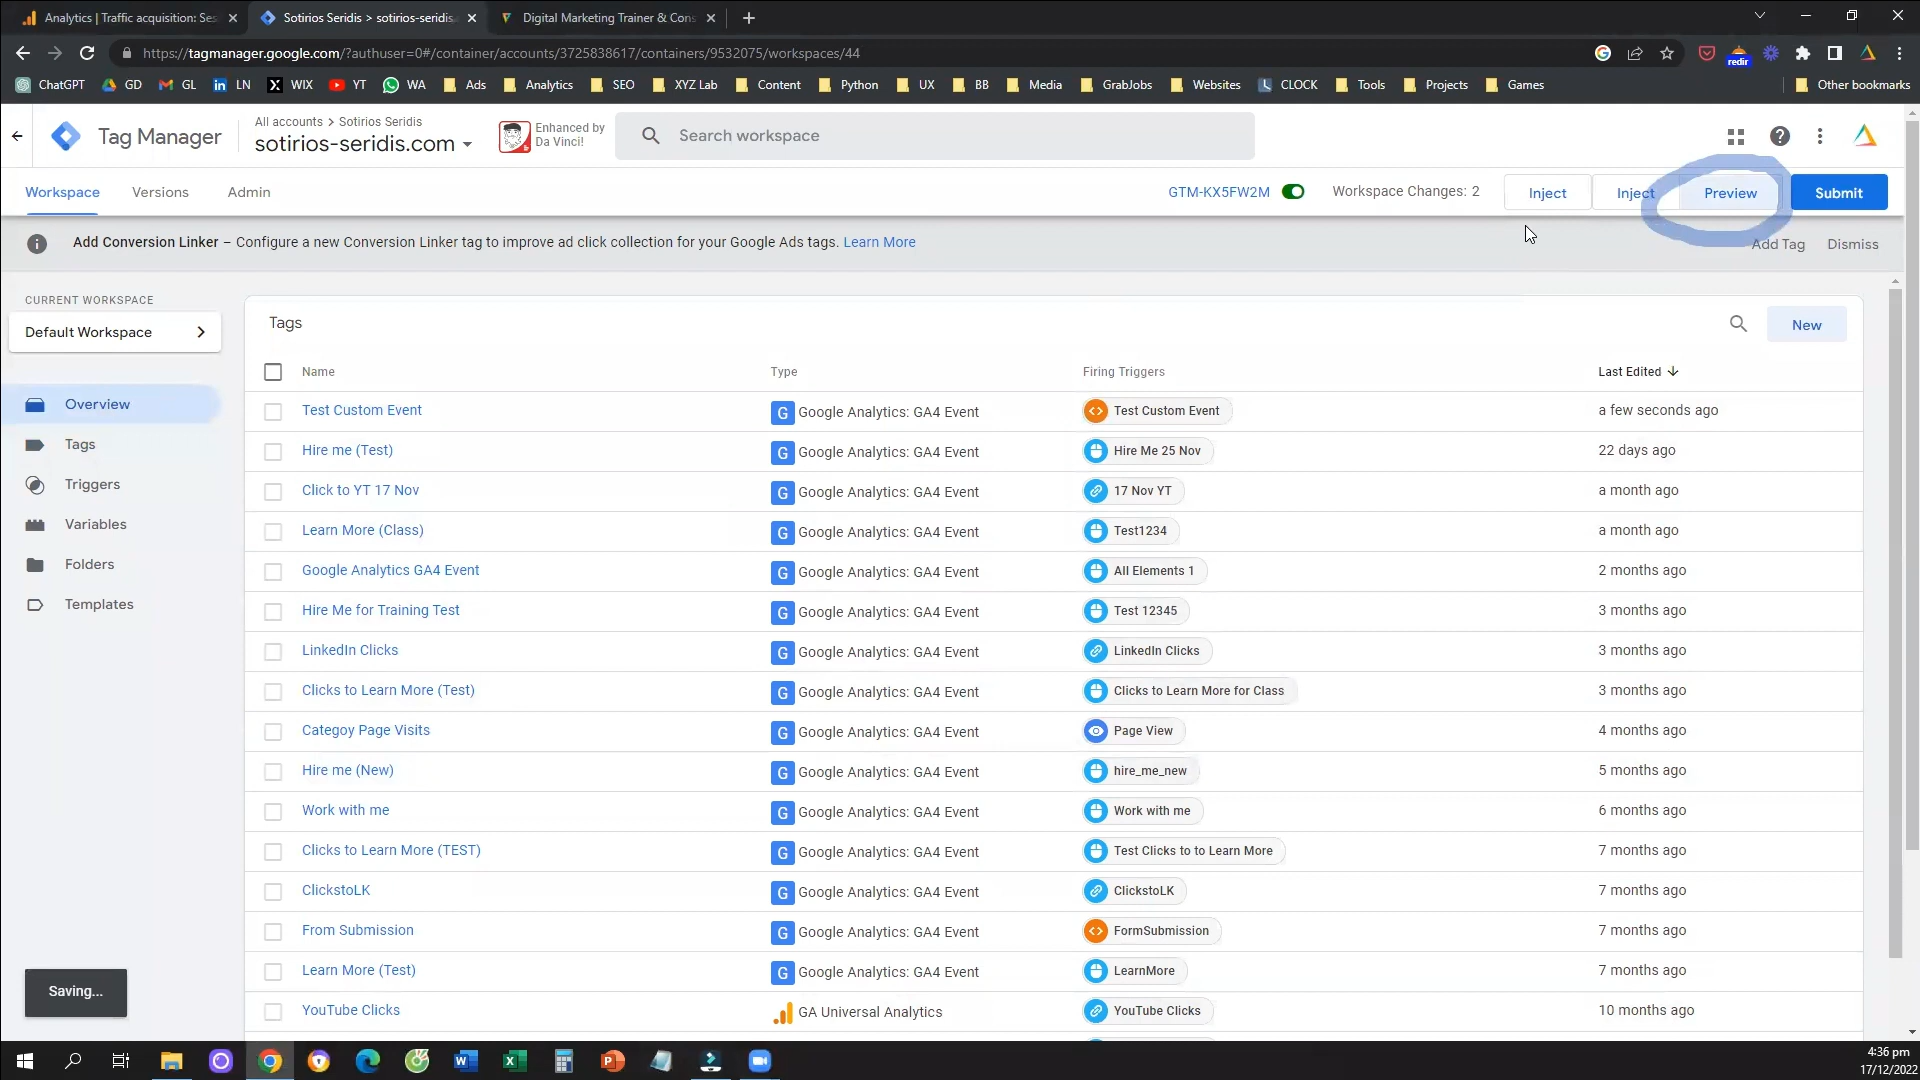 Analytics | Traffic acquisition: Ses
Sotirios Seridis > sotirios-seridis.
Digital Marketing Trainer & Cons
https://tagmanager.google.com/?authuser=0#/container/accounts/3725838617/containers/9532075/workspaces/44
redir
ChatGPT GD GL LN WIX YT WA Ads Analytics SEO XYZ Lab Content Python UX BB Media GrabJobs Websites CLOCK Tools Projects Games Other bookmarks
Tag Manager
All accounts > Sotirios Seridis
sotirios-seridis.com
Enhanced by
Da Vinci!
Search workspace
Workspace Versions Admin
GTM-KX5FW2M
Workspace Changes: 2
Inject
Inject
Preview
Submit
Add Conversion Linker – Configure a new Conversion Linker tag to improve ad click collection for your Google Ads tags. Learn More
Add Tag Dismiss
CURRENT WORKSPACE
Default Workspace
Overview
Tags
Triggers
Variables
Folders
Templates
Tags
New
Name Type Firing Triggers Last Edited
Test Custom Event Google Analytics: GA4 Event Test Custom Event a few seconds ago
Hire me (Test) Google Analytics: GA4 Event Hire Me 25 Nov 22 days ago
Click to YT 17 Nov Google Analytics: GA4 Event 17 Nov YT a month ago
Learn More (Class) Google Analytics: GA4 Event Test1234 a month ago
Google Analytics GA4 Event Google Analytics: GA4 Event All Elements 1 2 months ago
Hire Me for Training Test Google Analytics: GA4 Event Test 12345 3 months ago
LinkedIn Clicks Google Analytics: GA4 Event LinkedIn Clicks 3 months ago
Clicks to Learn More (Test) Google Analytics: GA4 Event Clicks to Learn More for Class 3 months ago
Categoy Page Visits Google Analytics: GA4 Event Page View 4 months ago
Hire me (New) Google Analytics: GA4 Event hire_me_new 5 months ago
Work with me Google Analytics: GA4 Event Work with me 6 months ago
Clicks to Learn More (TEST) Google Analytics: GA4 Event Test Clicks to to Learn More 7 months ago
ClickstoLK Google Analytics: GA4 Event ClickstoLK 7 months ago
From Submission Google Analytics: GA4 Event FormSubmission 7 months ago
Learn More (Test) Google Analytics: GA4 Event LearnMore 7 months ago
YouTube Clicks GA Universal Analytics YouTube Clicks 10 months ago
Saving...
4:36 pm
17/12/2022